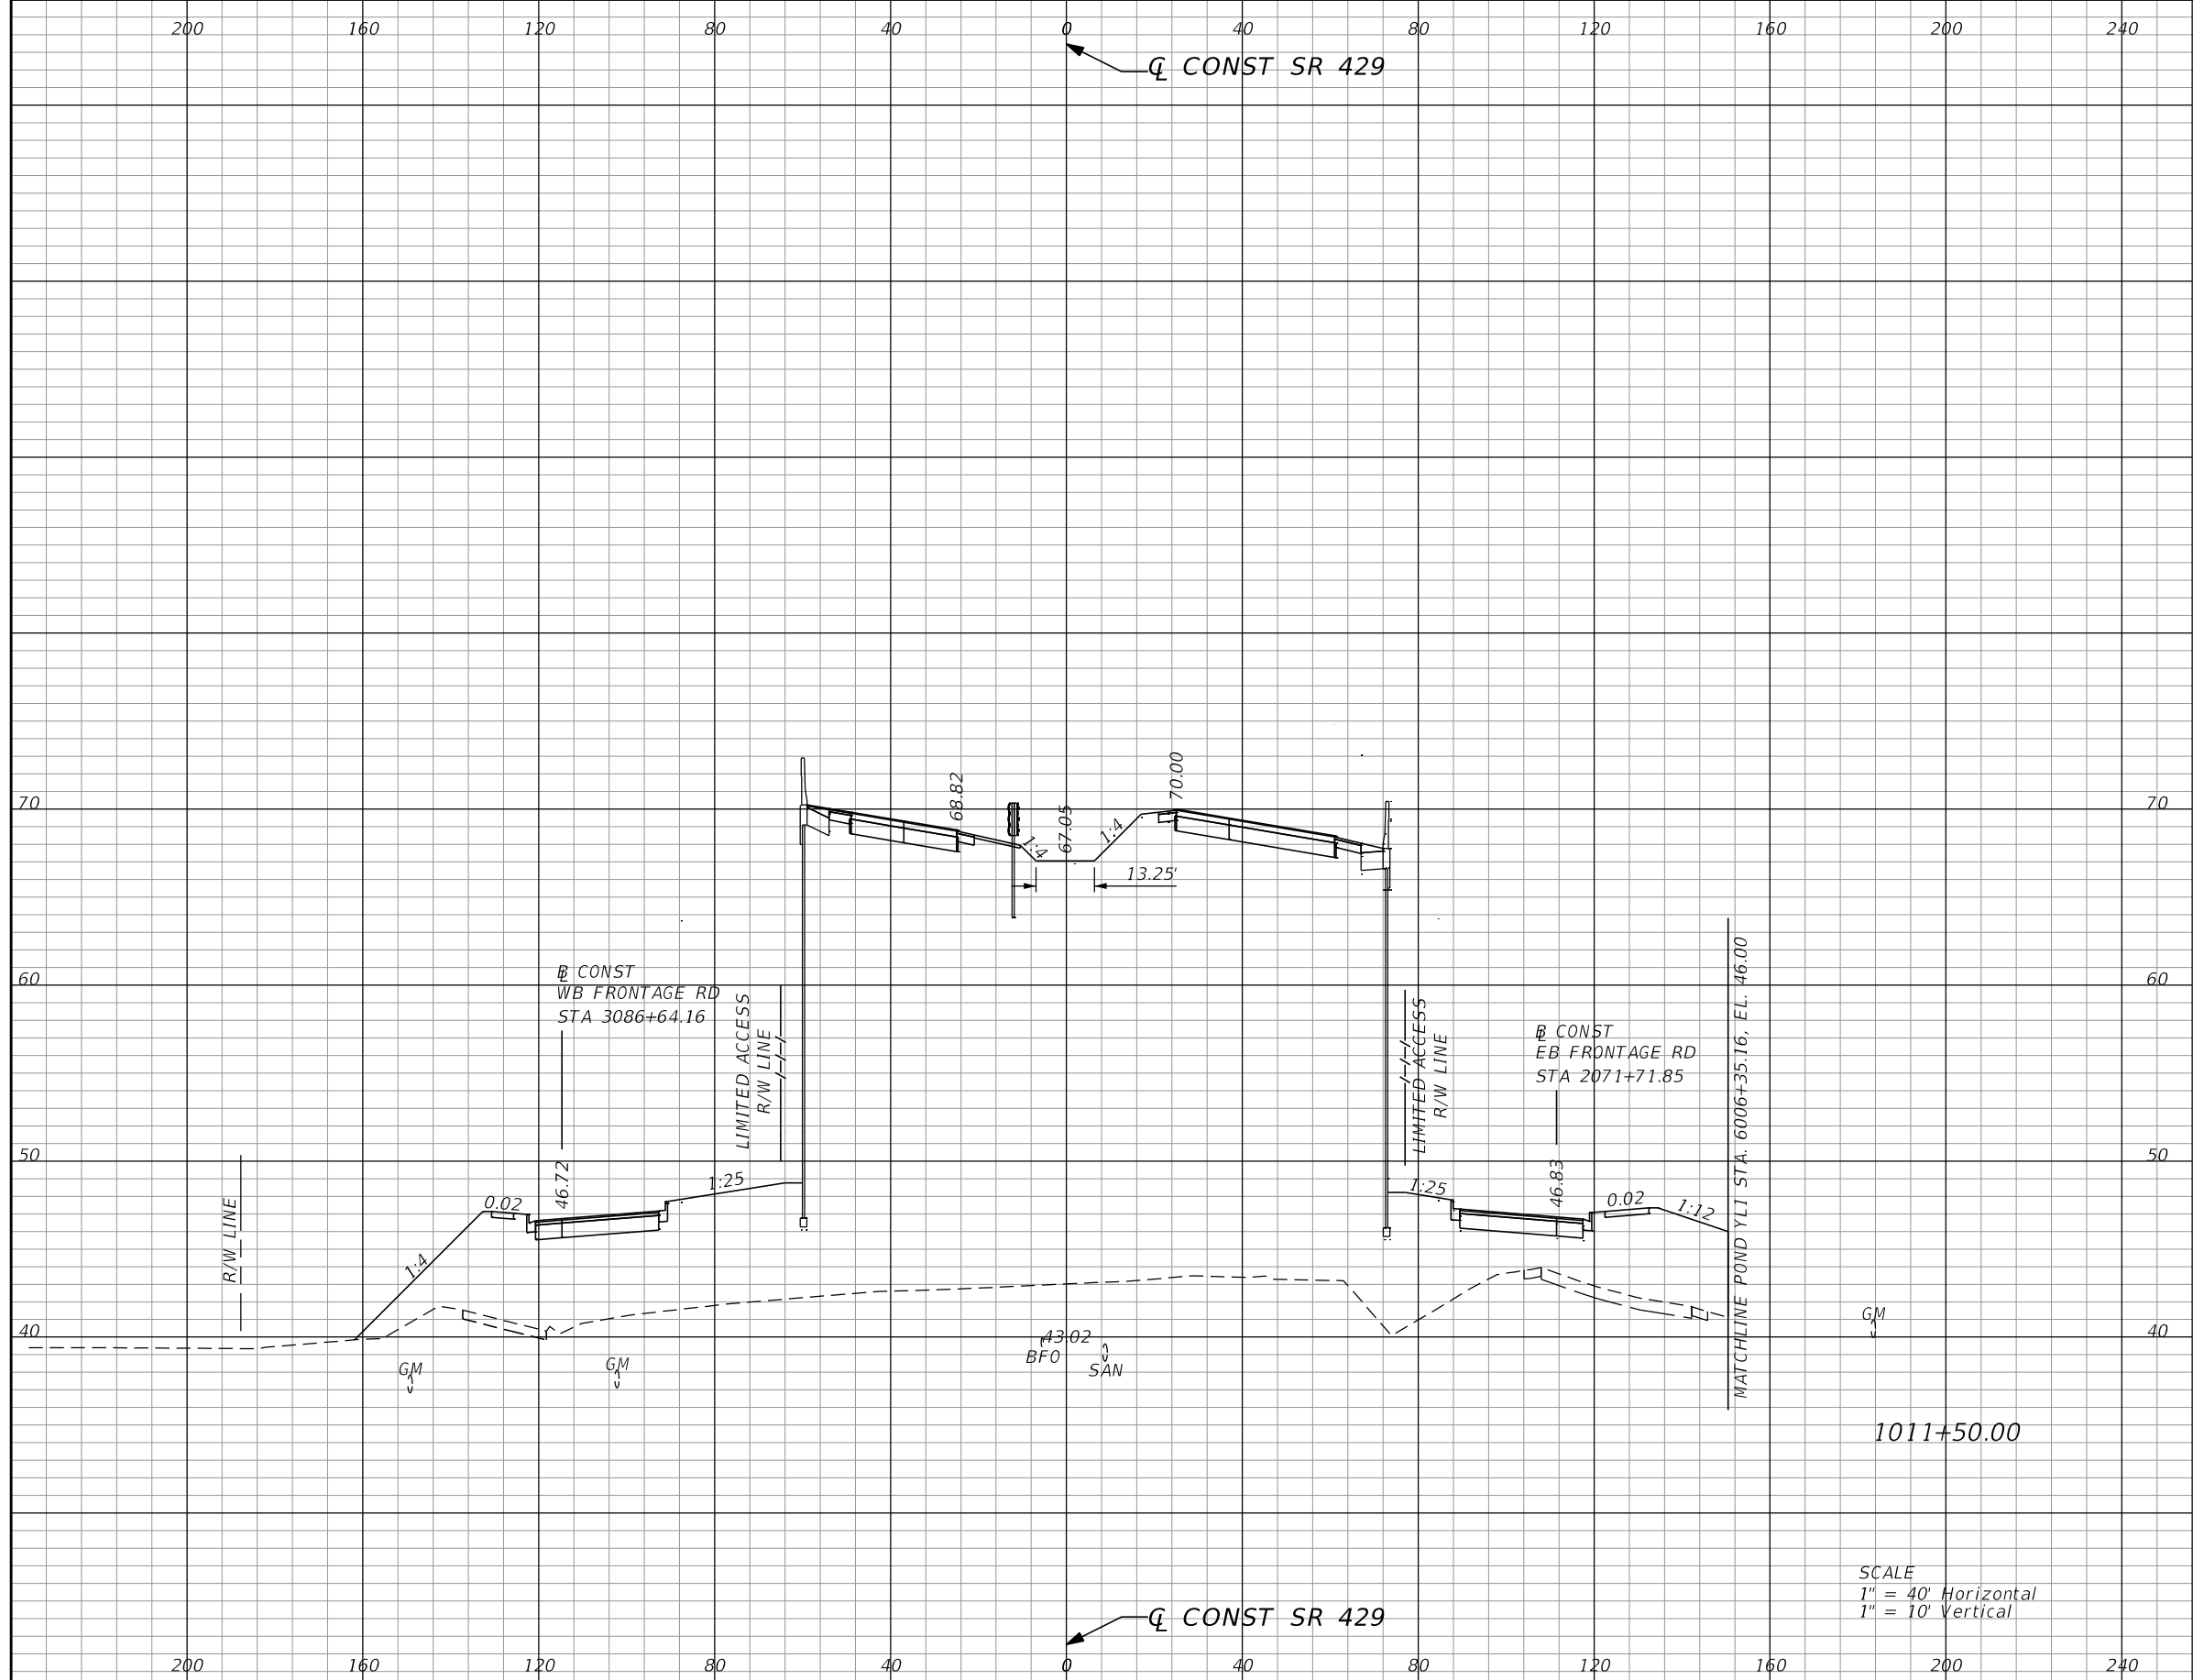 200 160 120 80 40 0 40 80 120 160 200 240
℄ CONST SR 429
68.82
67.05
70.00
70 70
1:4
1:4
13.25'
60 60
B℄ CONST
WB FRONTAGE RD
STA 3086+64.16
LIMITED ACCESS
R/W LINE
LIMITED ACCESS
R/W LINE
B℄ CONST
EB FRONTAGE RD
STA 2071+71.85
MATCHLINE POND YL1 STA. 6006+35.16, EL. 46.00
50 50
R/W LINE
1:4
0.02
46.72
1:25
1:25
46.83
0.02
1:12
40 40
43.02
BFO
SAN
GM
GM
GM
1011+50.00
SCALE
1" = 40' Horizontal
1" = 10' Vertical
℄ CONST SR 429
200 160 120 80 40 0 40 80 120 160 200 240